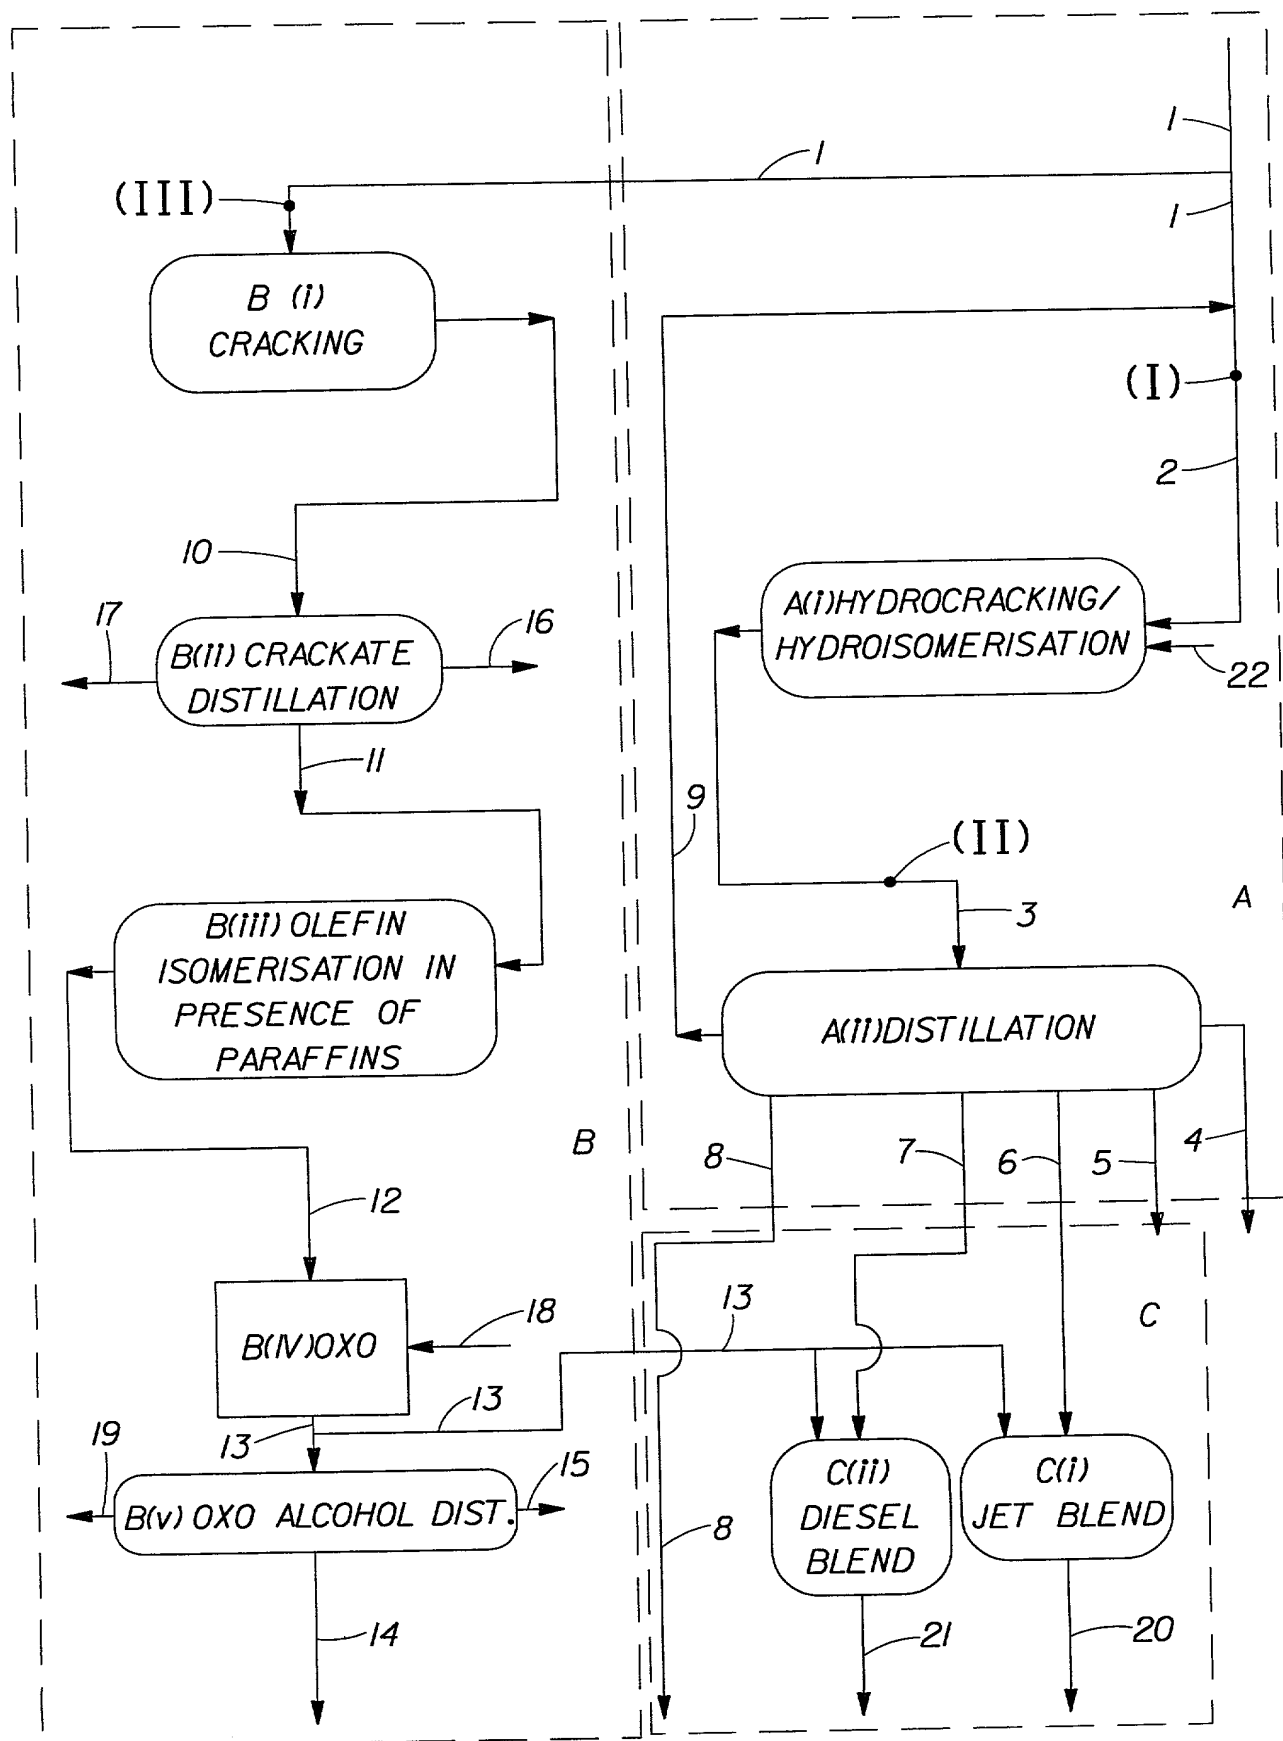 1
1
(III)
1
B (i)
CRACKING
(I)
2
10
A(i)HYDROCRACKING/
HYDROISOMERISATION
17
16
B(ii) CRACKATE
DISTILLATION
22
11
9
(II)
A
3
B(iii) OLEFIN
ISOMERISATION IN
PRESENCE OF
PARAFFINS
A(ii)DISTILLATION
B
8
7
6
5
4
12
18
13
C
B(IV)OXO
13
13
19
15
B(v) OXO ALCOHOL DIST.
C(ii)
DIESEL
BLEND
C(i)
JET BLEND
8
14
21
20